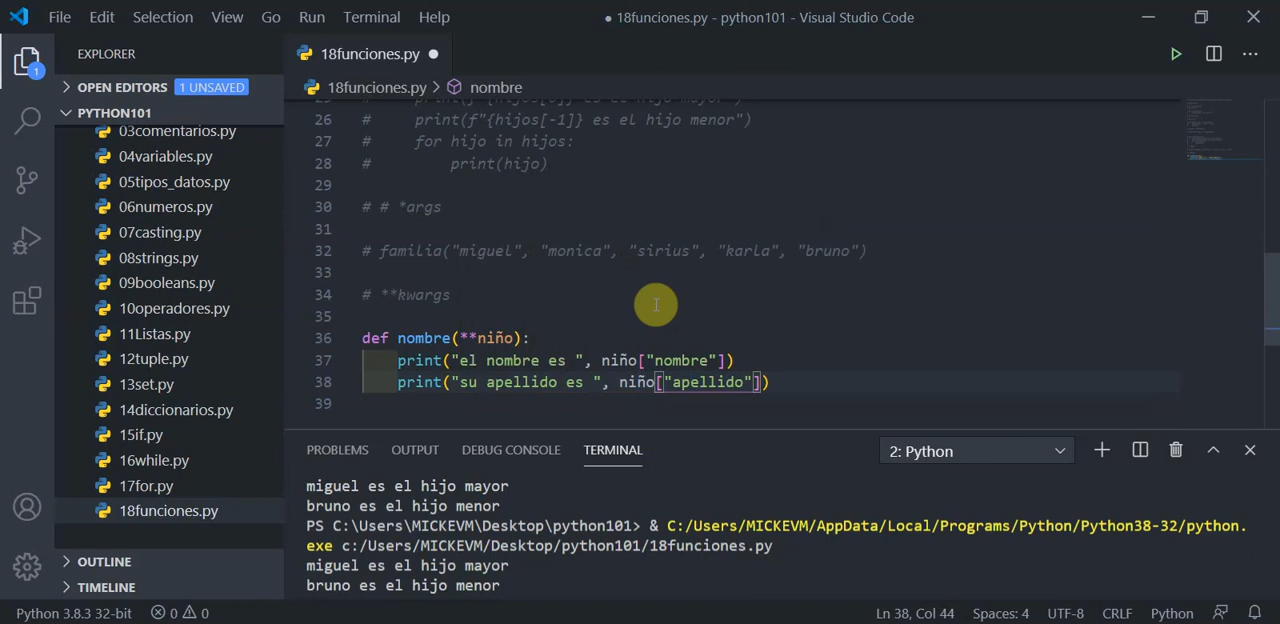 File Edit Selection View Go Run Terminal Help
● 18funciones.py - python101 - Visual Studio Code
EXPLORER
18funciones.py ●
OPEN EDITORS 1 UNSAVED
18funciones.py > nombre
PYTHON101
03comentarios.py
04variables.py
05tipos_datos.py
06numeros.py
07casting.py
08strings.py
09booleans.py
10operadores.py
11Listas.py
12tuple.py
13set.py
14diccionarios.py
15if.py
16while.py
17for.py
18funciones.py
OUTLINE
TIMELINE
26 #     print(f"{hijos[-1]} es el hijo menor")
27 #     for hijo in hijos:
28 #         print(hijo)
29
30 # # *args
31
32 # familia("miguel", "monica", "sirius", "karla", "bruno")
33
34 # **kwargs
35
36 def nombre(**niño):
37     print("el nombre es ", niño["nombre"])
38     print("su apellido es ", niño["apellido"])
39
PROBLEMS OUTPUT DEBUG CONSOLE TERMINAL 2: Python
miguel es el hijo mayor
bruno es el hijo menor
PS C:\Users\MICKEVM\Desktop\python101> & C:/Users/MICKEVM/AppData/Local/Programs/Python/Python38-32/python.
exe c:/Users/MICKEVM/Desktop/python101/18funciones.py
miguel es el hijo mayor
bruno es el hijo menor
Python 3.8.3 32-bit 0 0 Ln 38, Col 44 Spaces: 4 UTF-8 CRLF Python
1